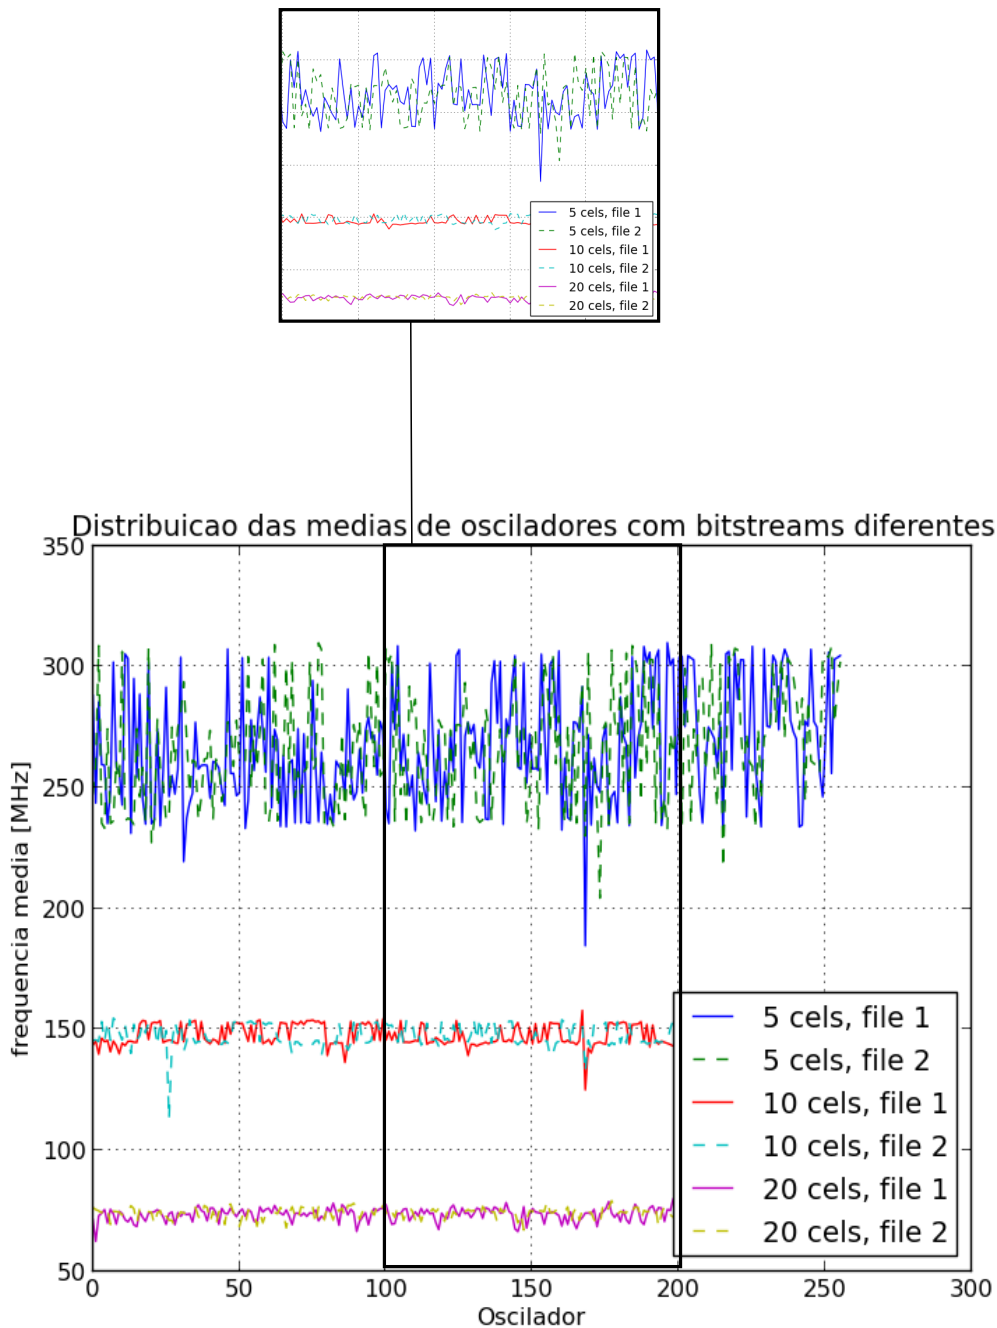 5 cels, file 1
5 cels, file 2
10 cels, file 1
10 cels, file 2
20 cels, file 1
20 cels, file 2
Distribuicao das medias de osciladores com bitstreams diferentes
350
300
250
200
150
100
50
frequencia media [MHz]
5 cels, file 1
5 cels, file 2
10 cels, file 1
10 cels, file 2
20 cels, file 1
20 cels, file 2
0 50 100 150 200 250 300
Oscilador